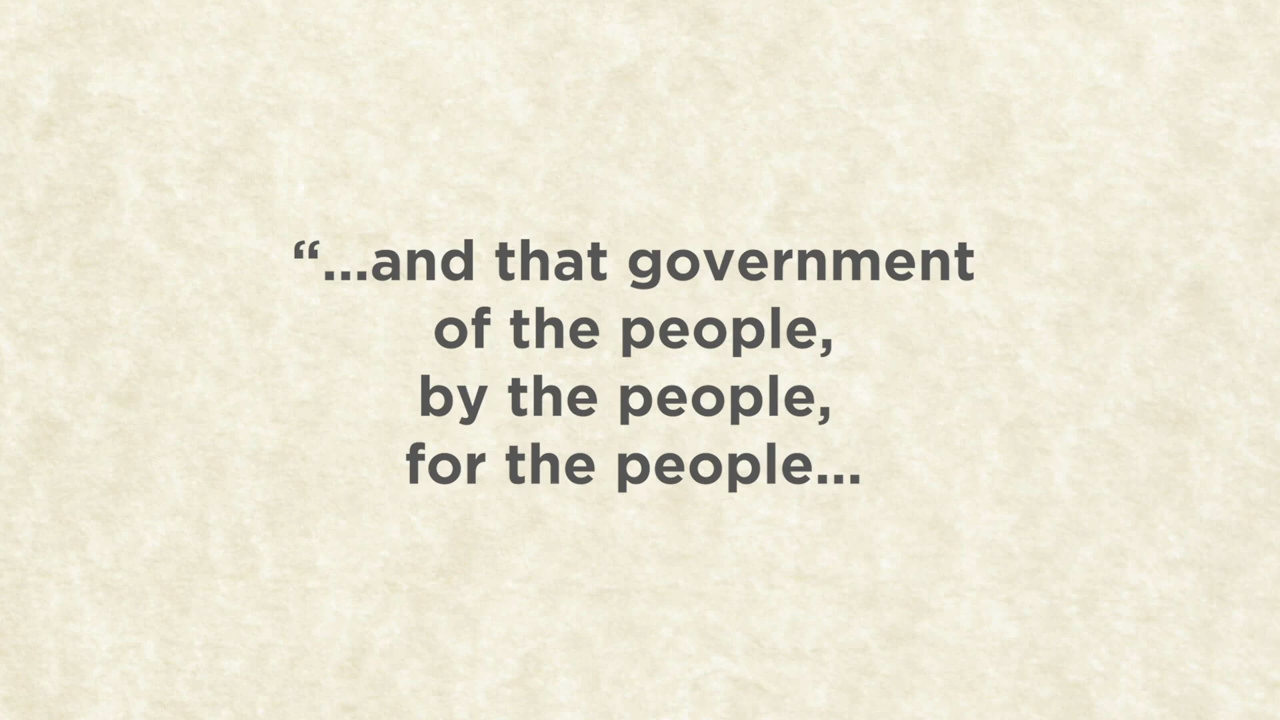 “...and that government
of the people,
by the people,
for the people...